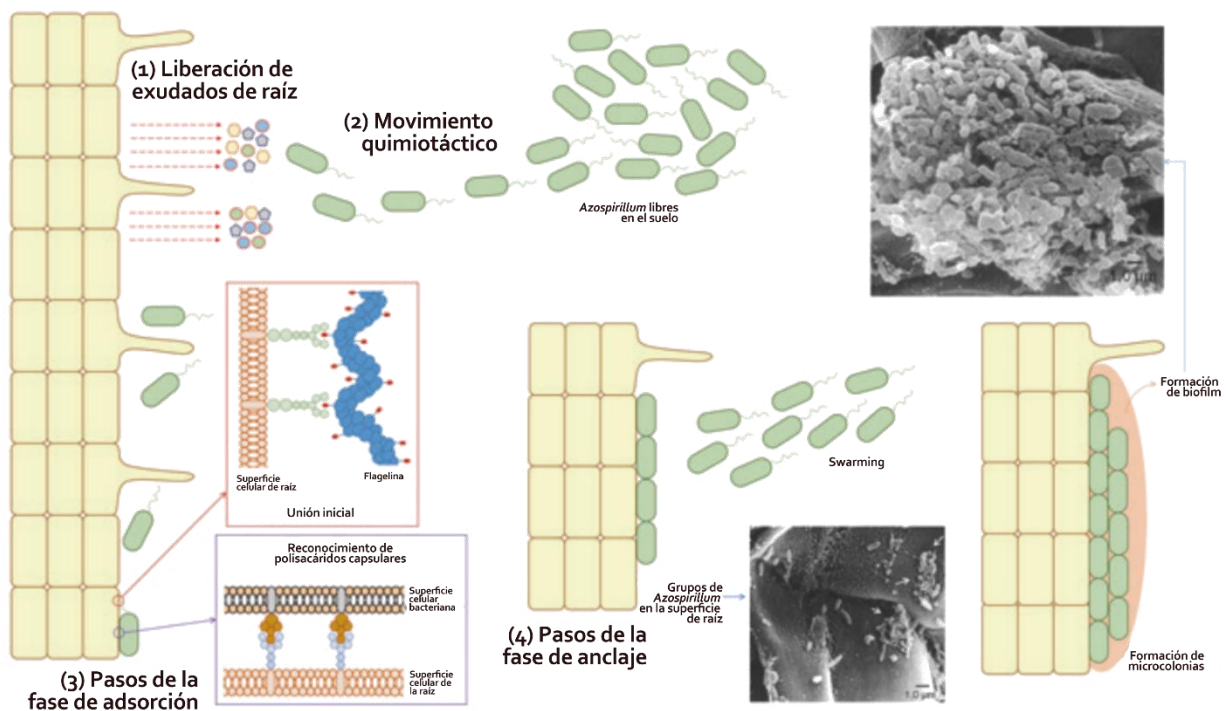 (1) Liberación de
exudados de raíz
(2) Movimiento
quimiotáctico
Azospirillum libres
en el suelo
1.0 µm
Superficie
celular de raíz
Flagelina
Unión inicial
Reconocimiento de
polisacáridos capsulares
Superficie
celular
bacteriana
Superficie
celular de
la raíz
(3) Pasos de la
fase de adsorción
Swarming
Grupos de
Azospirillum
en la superficie
de raíz
(4) Pasos de la
fase de anclaje
1.0 µm
Formación
de biofilm
Formación de
microcolonias